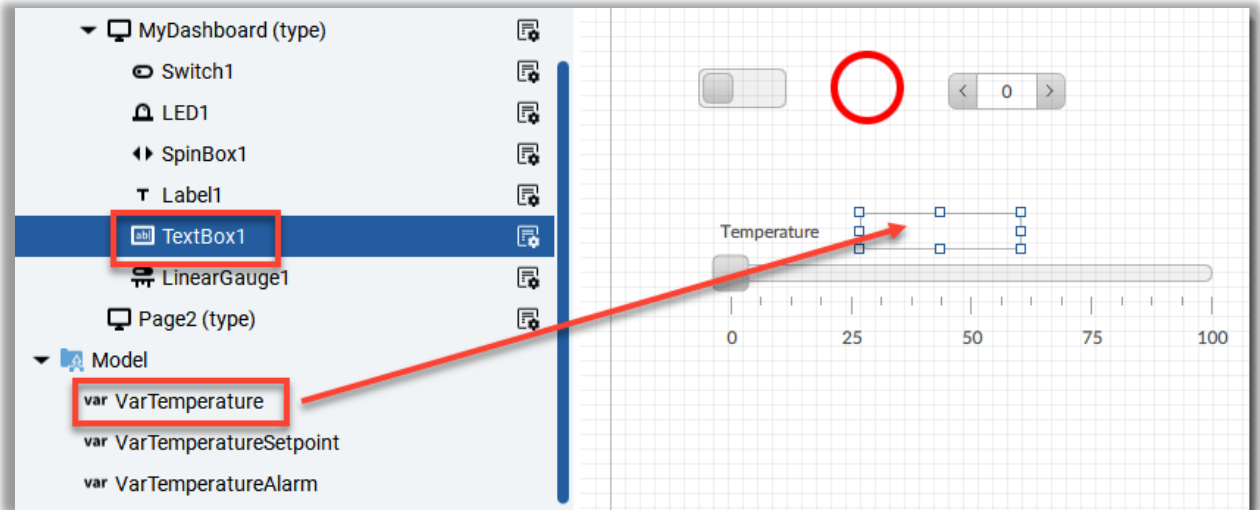 MyDashboard (type)
Switch1
LED1
SpinBox1
T Label1
ab TextBox1
LinearGauge1
Page2 (type)
Model
var VarTemperature
var VarTemperatureSetpoint
var VarTemperatureAlarm
< 0 >
Temperature
0 25 50 75 100